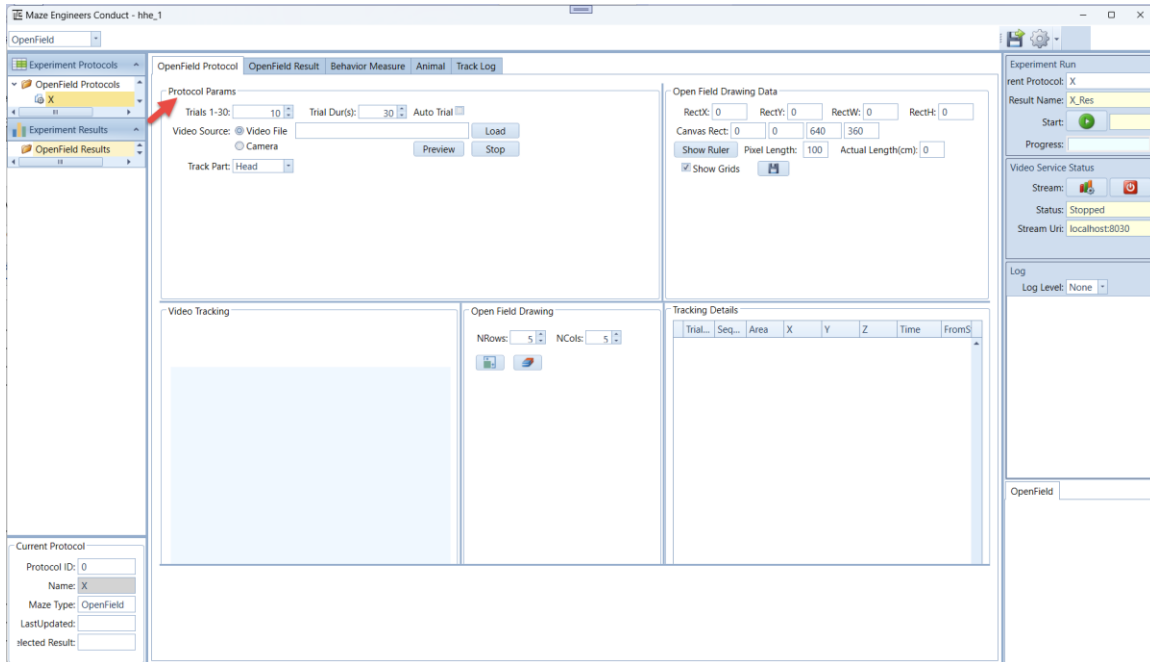 Maze Engineers Conduct - hhe_1
OpenField
Experiment Protocols
OpenField Protocols
X
Experiment Results
OpenField Results
Current Protocol
Protocol ID: 0
Name: X
Maze Type: OpenField
LastUpdated:
elected Result:
OpenField Protocol OpenField Result Behavior Measure Animal Track Log
Protocol Params
Trials 1-30: 10 Trial Dur(s): 30 Auto Trial
Video Source: Video File Load
Camera Preview Stop
Track Part: Head
Open Field Drawing Data
RectX: 0 RectY: 0 RectW: 0 RectH: 0
Canvas Rect: 0 0 640 360
Show Ruler Pixel Length: 100 Actual Length(cm): 0
Show Grids
Video Tracking
Open Field Drawing
NRows: 5 NCols: 5
Tracking Details
Trial... Seq... Area X Y Z Time FromS
Experiment Run
rent Protocol: X
Result Name: X_Res
Start:
Progress:
Video Service Status
Stream:
Status: Stopped
Stream Uri: localhost:8030
Log
Log Level: None
OpenField